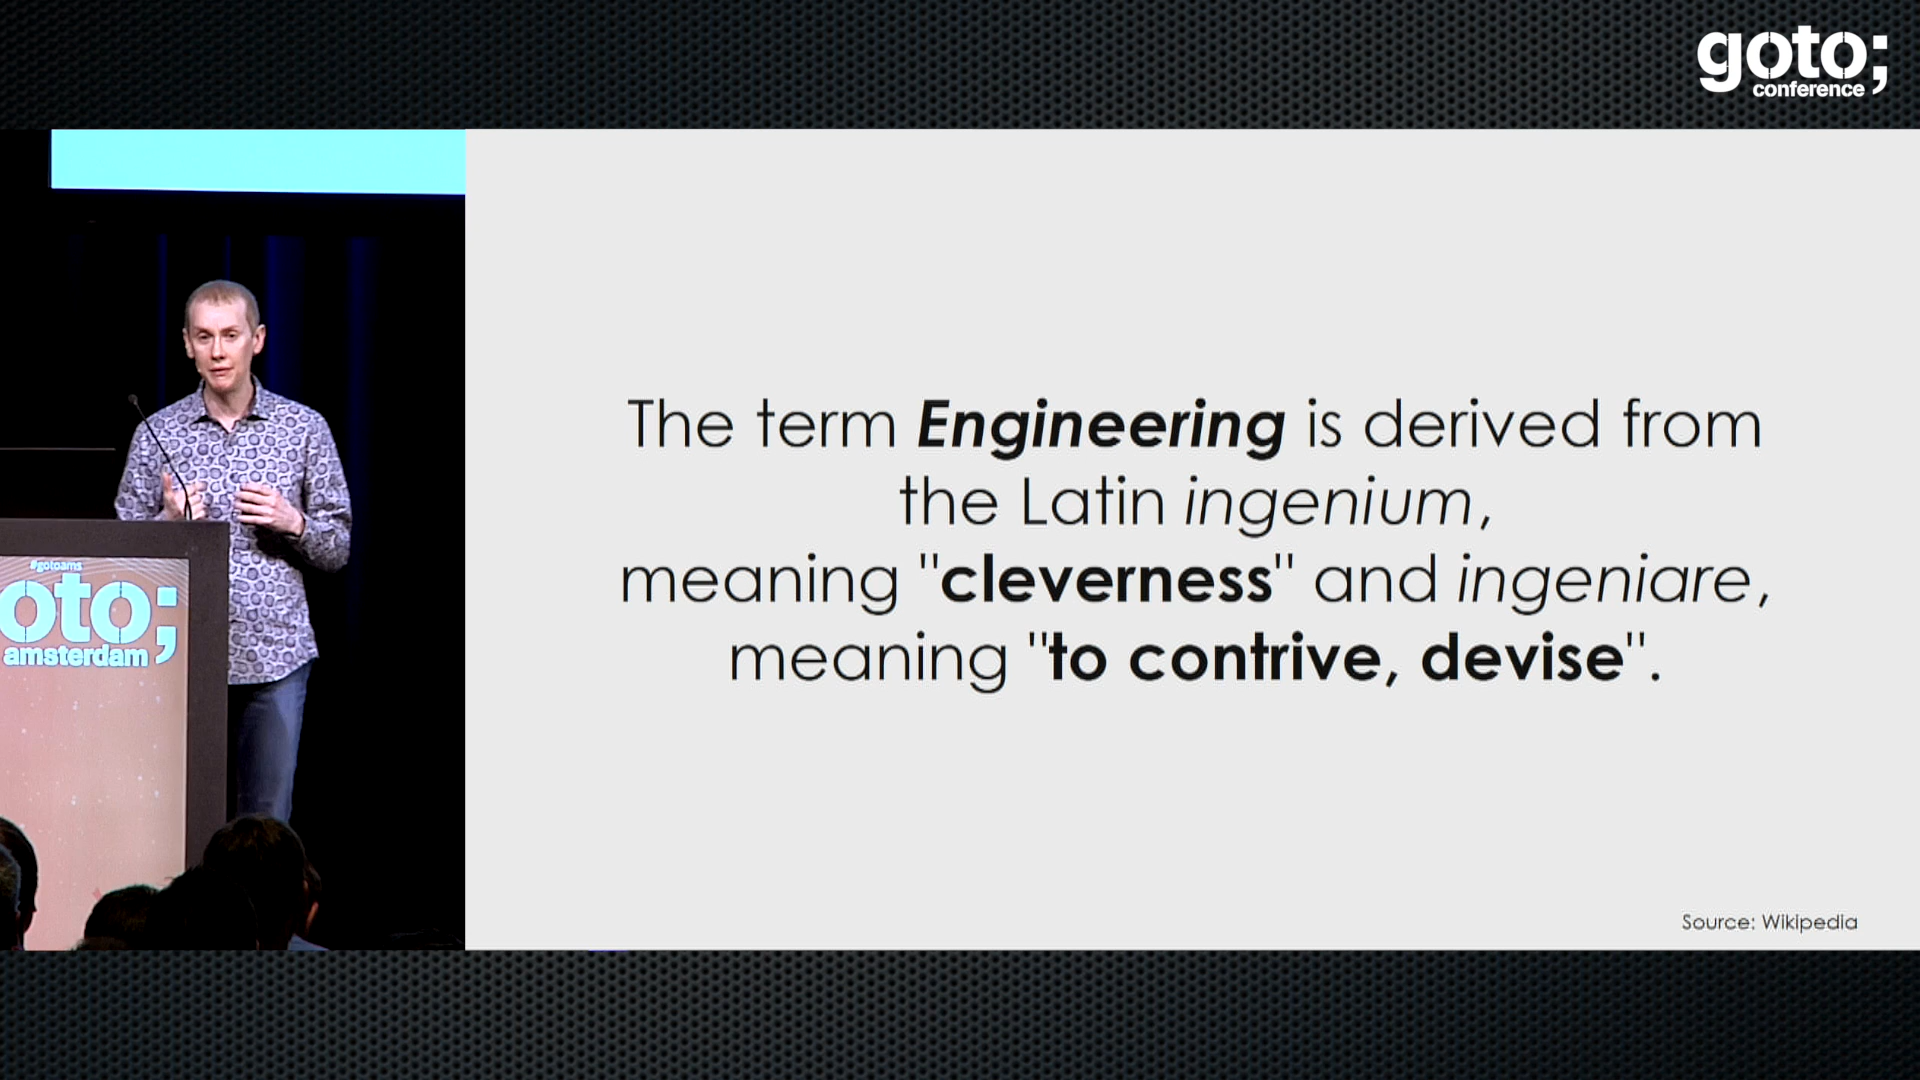 goto;
conference
The term Engineering is derived from
the Latin ingenium,
meaning "cleverness" and ingeniare,
meaning "to contrive, devise".
Source: Wikipedia
#gotoams
oto;
amsterdam